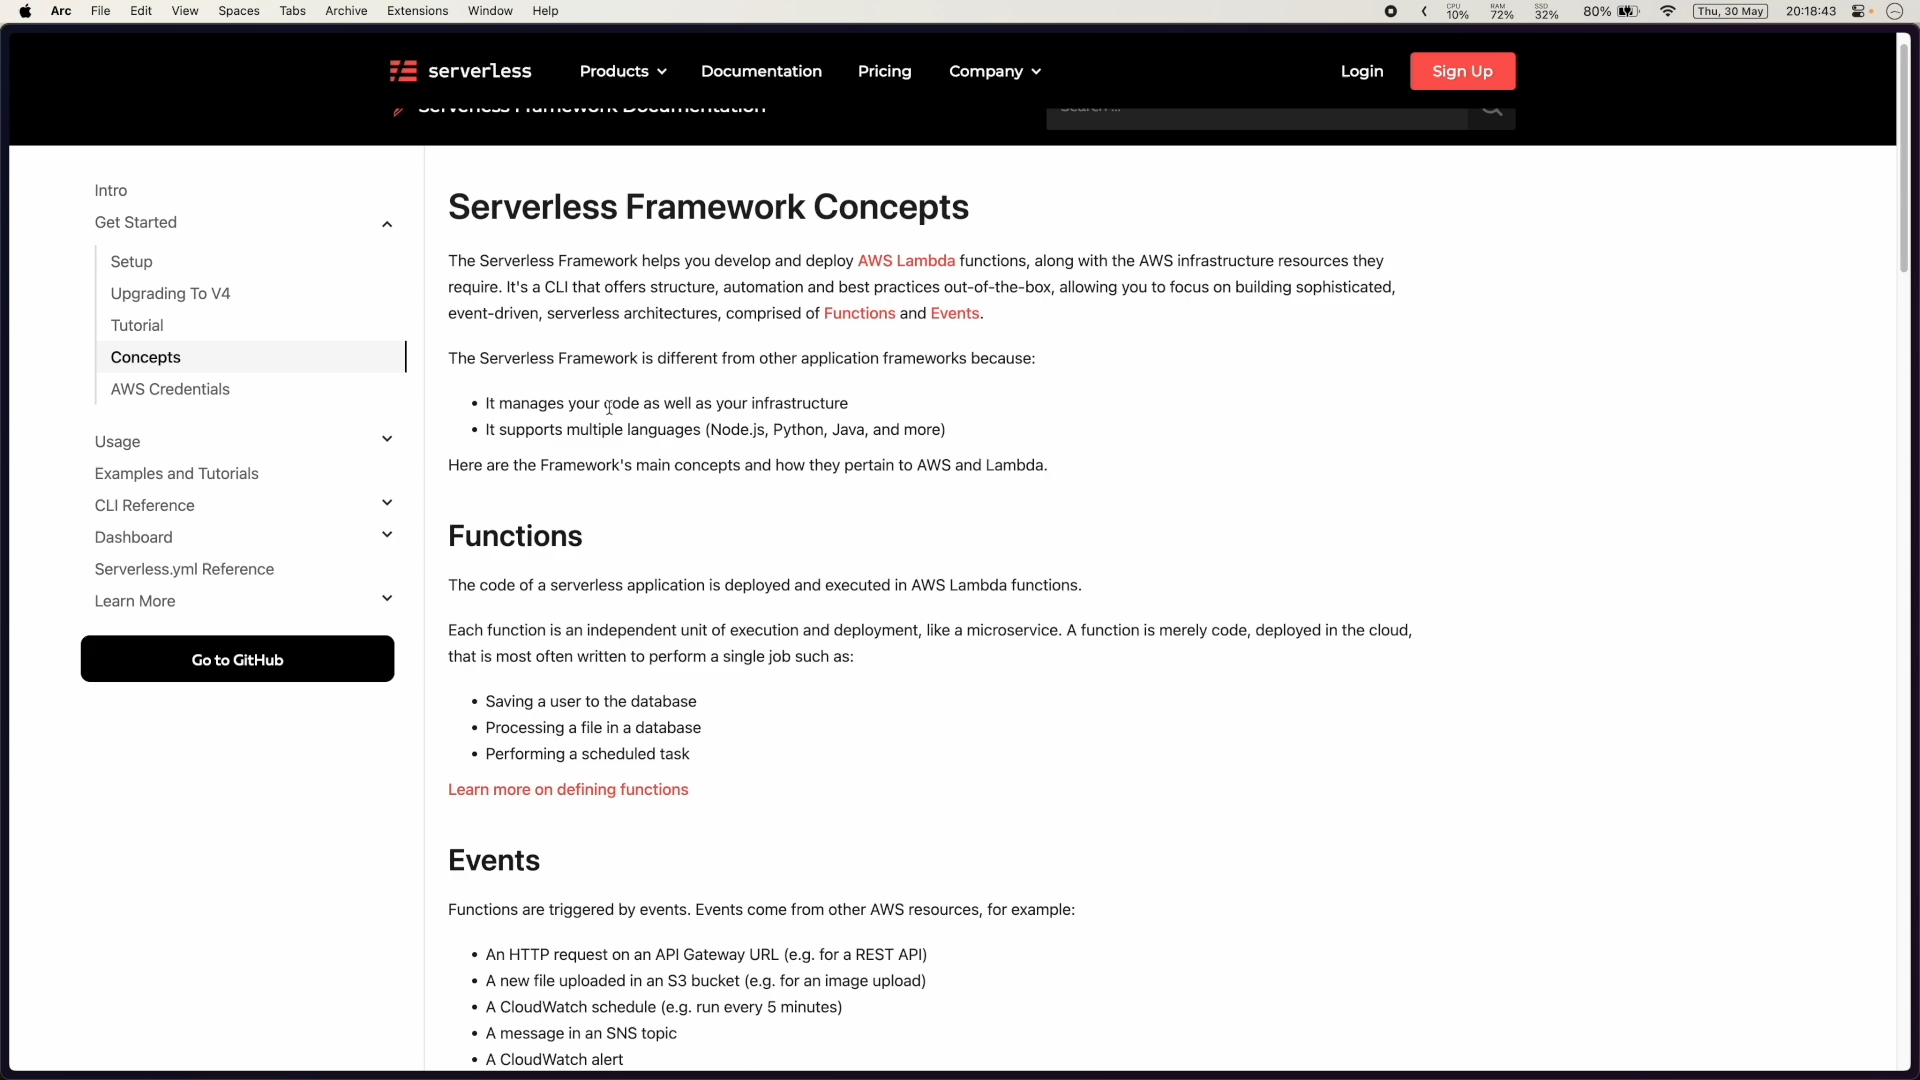 Arc File Edit View Spaces Tabs Archive Extensions Window Help CPU 10% RAM 72% SSD 32% 80% Thu, 30 May 20:18:43
serverless Products Documentation Pricing Company Login Sign Up
Serverless Framework Documentation Search ...
Intro
Get Started
Setup
Upgrading To V4
Tutorial
Concepts
AWS Credentials
Usage
Examples and Tutorials
CLI Reference
Dashboard
Serverless.yml Reference
Learn More
Go to GitHub
Serverless Framework Concepts
The Serverless Framework helps you develop and deploy AWS Lambda functions, along with the AWS infrastructure resources they
require. It's a CLI that offers structure, automation and best practices out-of-the-box, allowing you to focus on building sophisticated,
event-driven, serverless architectures, comprised of Functions and Events.
The Serverless Framework is different from other application frameworks because:
• It manages your code as well as your infrastructure
• It supports multiple languages (Node.js, Python, Java, and more)
Here are the Framework's main concepts and how they pertain to AWS and Lambda.
Functions
The code of a serverless application is deployed and executed in AWS Lambda functions.
Each function is an independent unit of execution and deployment, like a microservice. A function is merely code, deployed in the cloud,
that is most often written to perform a single job such as:
• Saving a user to the database
• Processing a file in a database
• Performing a scheduled task
Learn more on defining functions
Events
Functions are triggered by events. Events come from other AWS resources, for example:
• An HTTP request on an API Gateway URL (e.g. for a REST API)
• A new file uploaded in an S3 bucket (e.g. for an image upload)
• A CloudWatch schedule (e.g. run every 5 minutes)
• A message in an SNS topic
• A CloudWatch alert